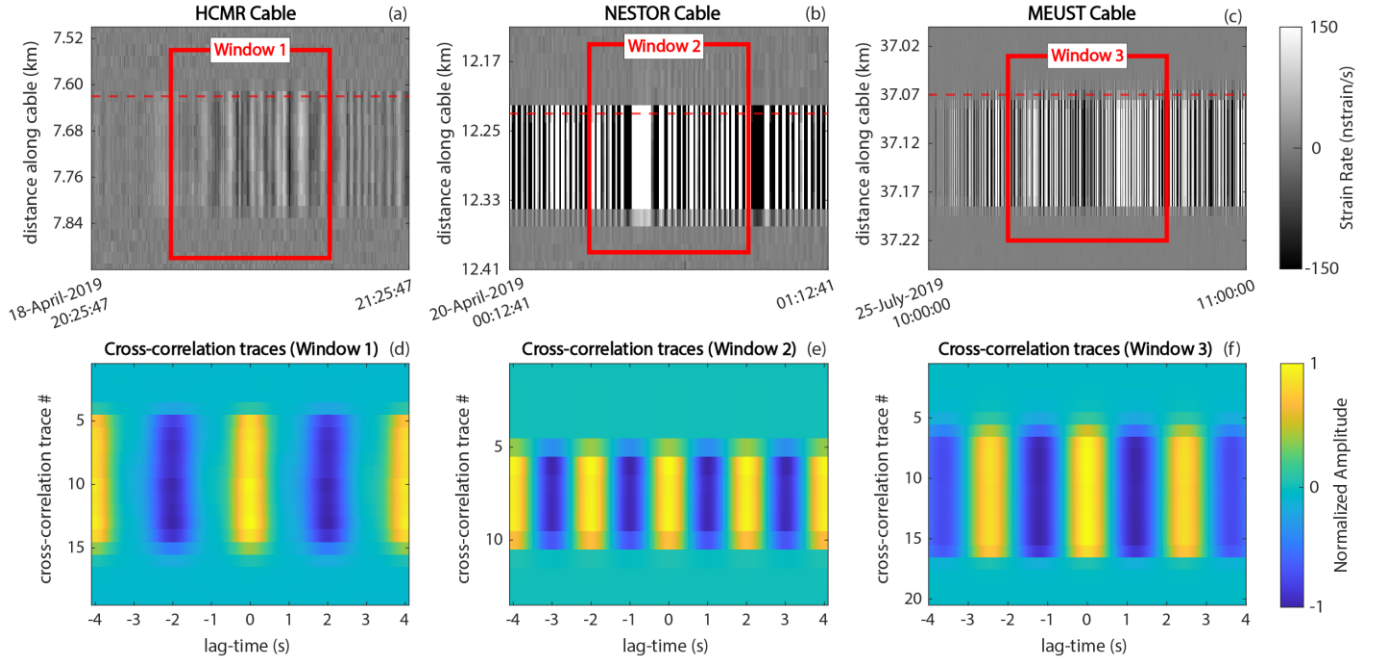 HCMR Cable (a)
NESTOR Cable (b)
MEUST Cable (c)
distance along cable (km)
7.52
7.60
7.68
7.76
7.84
Window 1
18-April-2019
20:25:47
21:25:47
distance along cable (km)
12.17
12.25
12.33
12.41
Window 2
20-April-2019
00:12:41
01:12:41
distance along cable (km)
37.02
37.07
37.12
37.17
37.22
Window 3
25-July-2019
10:00:00
11:00:00
150
0
-150
Strain Rate (nstrain/s)
Cross-correlation traces (Window 1) (d)
Cross-correlation traces (Window 2) (e)
Cross-correlation traces (Window 3) (f)
cross-correlation trace #
5
10
15
-4 -3 -2 -1 0 1 2 3 4
lag-time (s)
cross-correlation trace #
5
10
-4 -3 -2 -1 0 1 2 3 4
lag-time (s)
cross-correlation trace #
5
10
15
20
-4 -3 -2 -1 0 1 2 3 4
lag-time (s)
1
0
-1
Normalized Amplitude